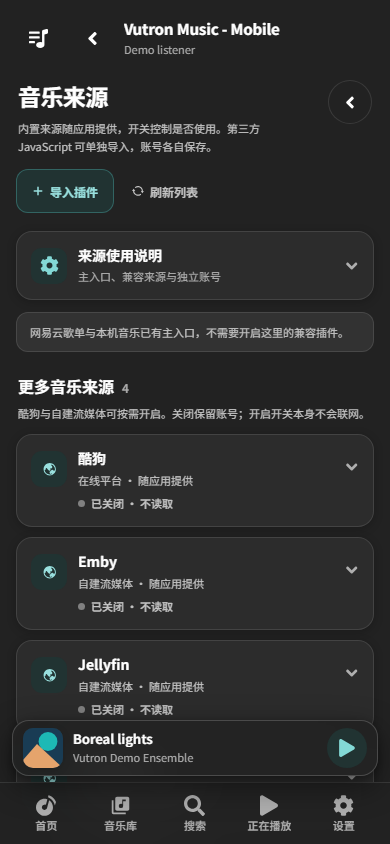 Vutron Music - Mobile
Demo listener
音乐来源
内置来源随应用提供，开关控制是否使用。第三方
JavaScript 可单独导入，账号各自保存。
导入插件
刷新列表
来源使用说明
主入口、兼容来源与独立账号
网易云歌单与本机音乐已有主入口，不需要开启这里的兼容插件。
更多音乐来源 4
酷狗与自建流媒体可按需开启。关闭保留账号；开启开关本身不会联网。
酷狗
在线平台 • 随应用提供
已关闭 • 不读取
Emby
自建流媒体 • 随应用提供
已关闭 • 不读取
Jellyfin
自建流媒体 • 随应用提供
已关闭 • 不读取
Boreal lights
Vutron Demo Ensemble
首页
音乐库
搜索
正在播放
设置